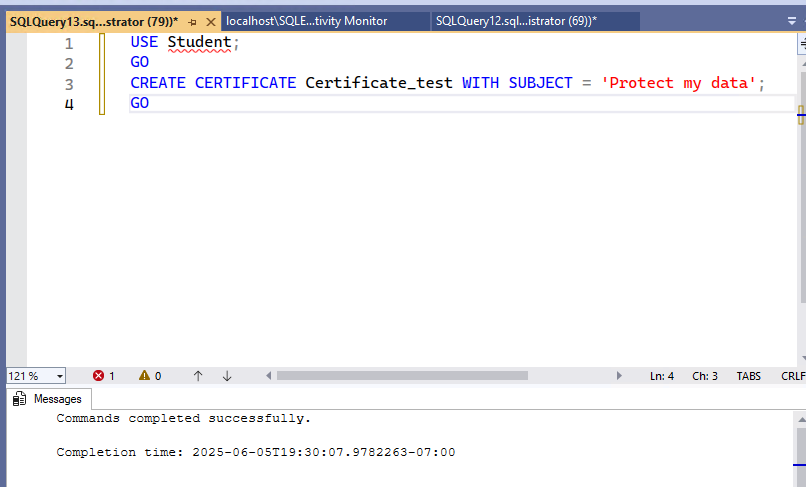 SQLQuery13.sq...strator (79))* localhost\SQLE...tivity Monitor SQLQuery12.sql...istrator (69))*
1 USE Student;
2 GO
3 CREATE CERTIFICATE Certificate_test WITH SUBJECT = 'Protect my data';
4 GO
121 % 1 0 Ln: 4 Ch: 3 TABS CRLF
Messages
Commands completed successfully.
Completion time: 2025-06-05T19:30:07.9782263-07:00